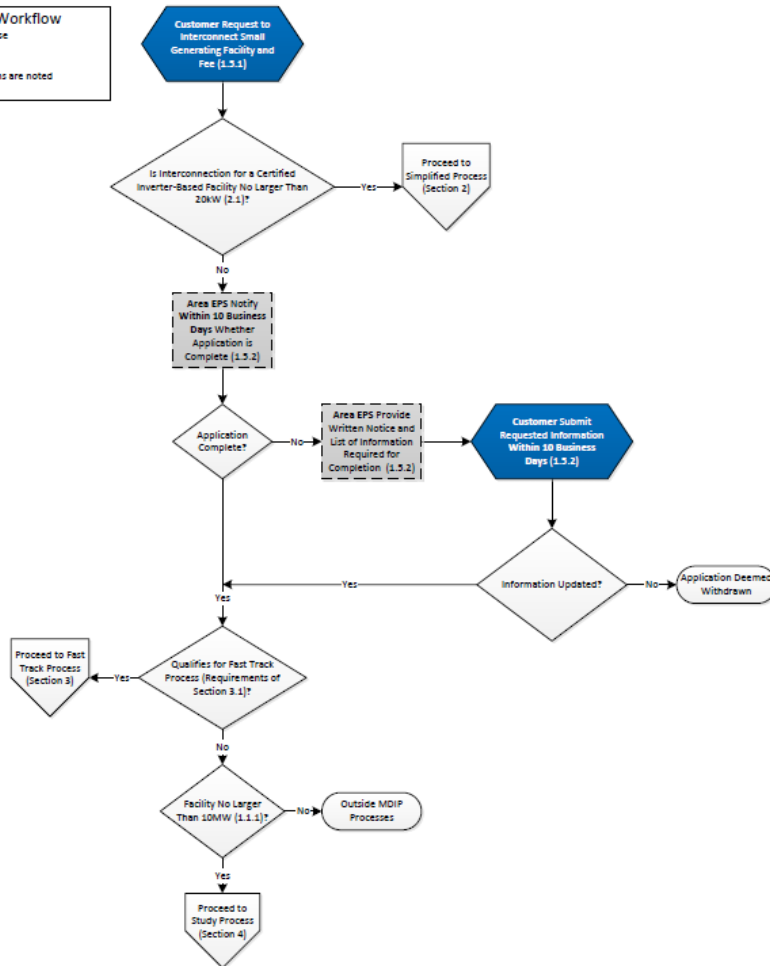 Workflow
se
ns are noted
Customer Request to
Interconnect Small
Generating Facility and
Fee (1.5.1)
Is Interconnection for a Certified
Inverter-Based Facility No Larger Than
20kW (2.1)?
Yes
Proceed to
Simplified Process
(Section 2)
No
Area EPS Notify
Within 10 Business
Days Whether
Application is
Complete (1.5.2)
Application
Complete?
No
Area EPS Provide
Written Notice and
List of Information
Required for
Completion (1.5.2)
Customer Submit
Requested Information
Within 10 Business
Days (1.5.2)
Information Updated?
No
Application Deemed
Withdrawn
Yes
Yes
Qualifies for Fast Track
Process (Requirements of
Section 3.1)?
Yes
Proceed to Fast
Track Process
(Section 3)
No
Facility No Larger
Than 10MW (1.1.1)?
No
Outside MDIP
Processes
Yes
Proceed to
Study Process
(Section 4)